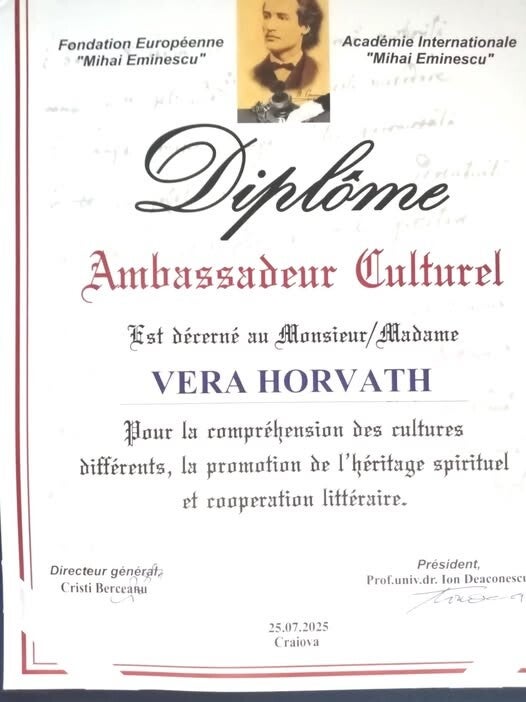 Fondation Européenne
"Mihai Eminescu"
Académie Internationale
"Mihai Eminescu"
Diplôme
Ambassadeur Culturel
Est décerné au Monsieur/Madame
VERA HORVATH
Pour la compréhension des cultures
différents, la promotion de l'héritage spirituel
et cooperation littéraire.
Directeur général,
Cristi Berceanu
Président,
Prof.univ.dr. Ion Deaconescu
25.07.2025
Craiova